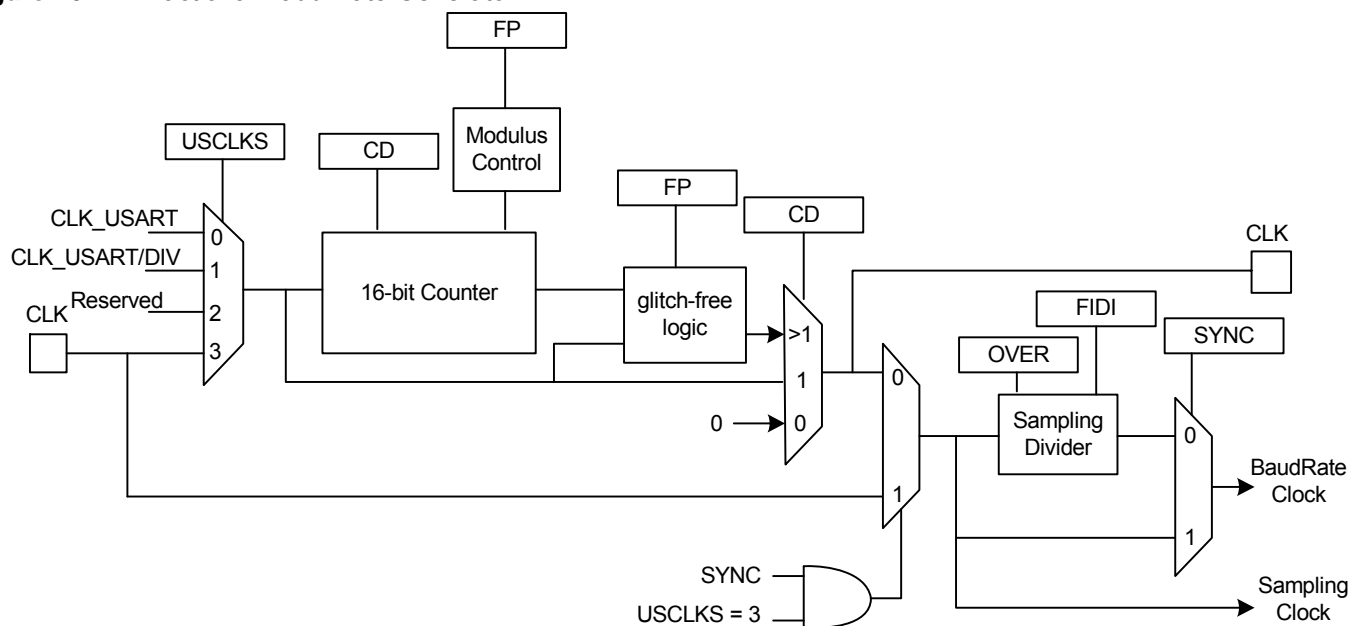 FP
USCLKS
CD
Modulus
Control
FP
CD
CLK_USART
0
CLK_USART/DIV
1
Reserved
2
CLK
3
16-bit Counter
glitch-free
logic
>1
1
0
0
CLK
FIDI
OVER
SYNC
0
1
Sampling
Divider
0
1
BaudRate
Clock
Sampling
Clock
SYNC
USCLKS = 3